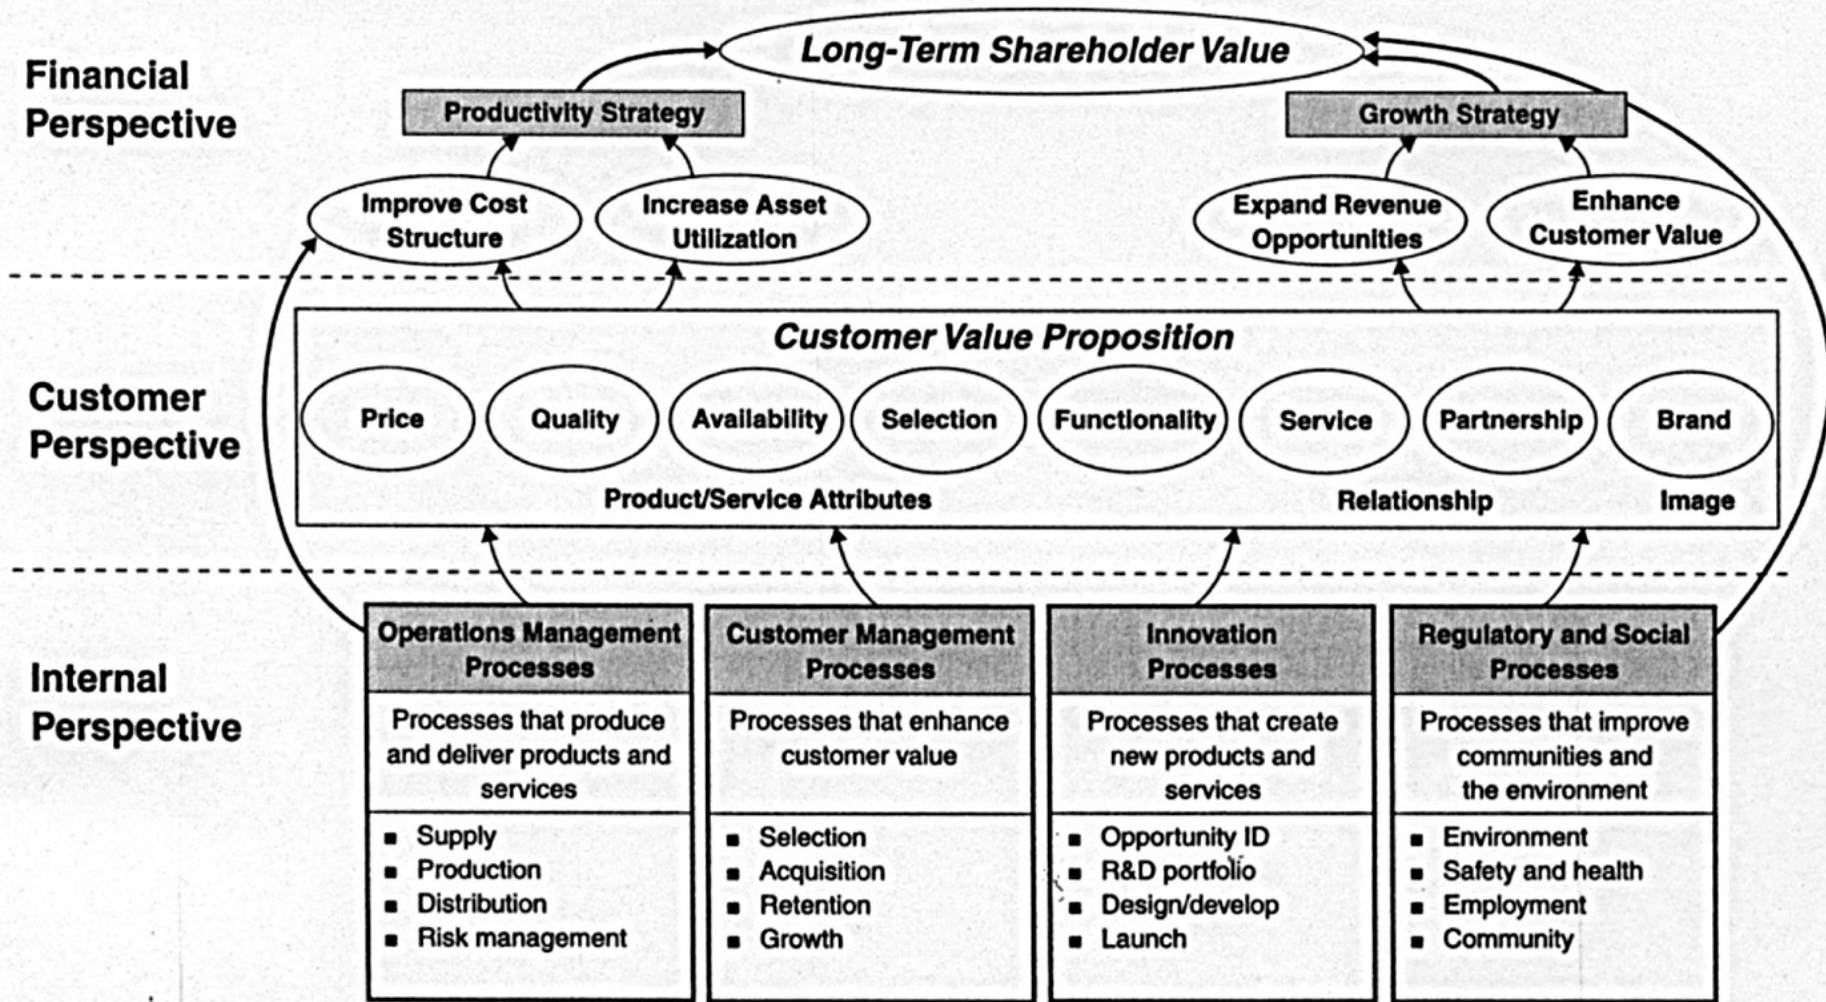 Financial
Perspective
Long-Term Shareholder Value
Productivity Strategy
Growth Strategy
Improve Cost
Structure
Increase Asset
Utilization
Expand Revenue
Opportunities
Enhance
Customer Value
Customer
Perspective
Customer Value Proposition
Price
Quality
Availability
Selection
Functionality
Service
Partnership
Brand
Product/Service Attributes
Relationship
Image
Internal
Perspective
Operations Management
Processes
Processes that produce
and deliver products and
services
▪ Supply
▪ Production
▪ Distribution
▪ Risk management
Customer Management
Processes
Processes that enhance
customer value
▪ Selection
▪ Acquisition
▪ Retention
▪ Growth
Innovation
Processes
Processes that create
new products and
services
▪ Opportunity ID
▪ R&D portfolio
▪ Design/develop
▪ Launch
Regulatory and Social
Processes
Processes that improve
communities and
the environment
▪ Environment
▪ Safety and health
▪ Employment
▪ Community